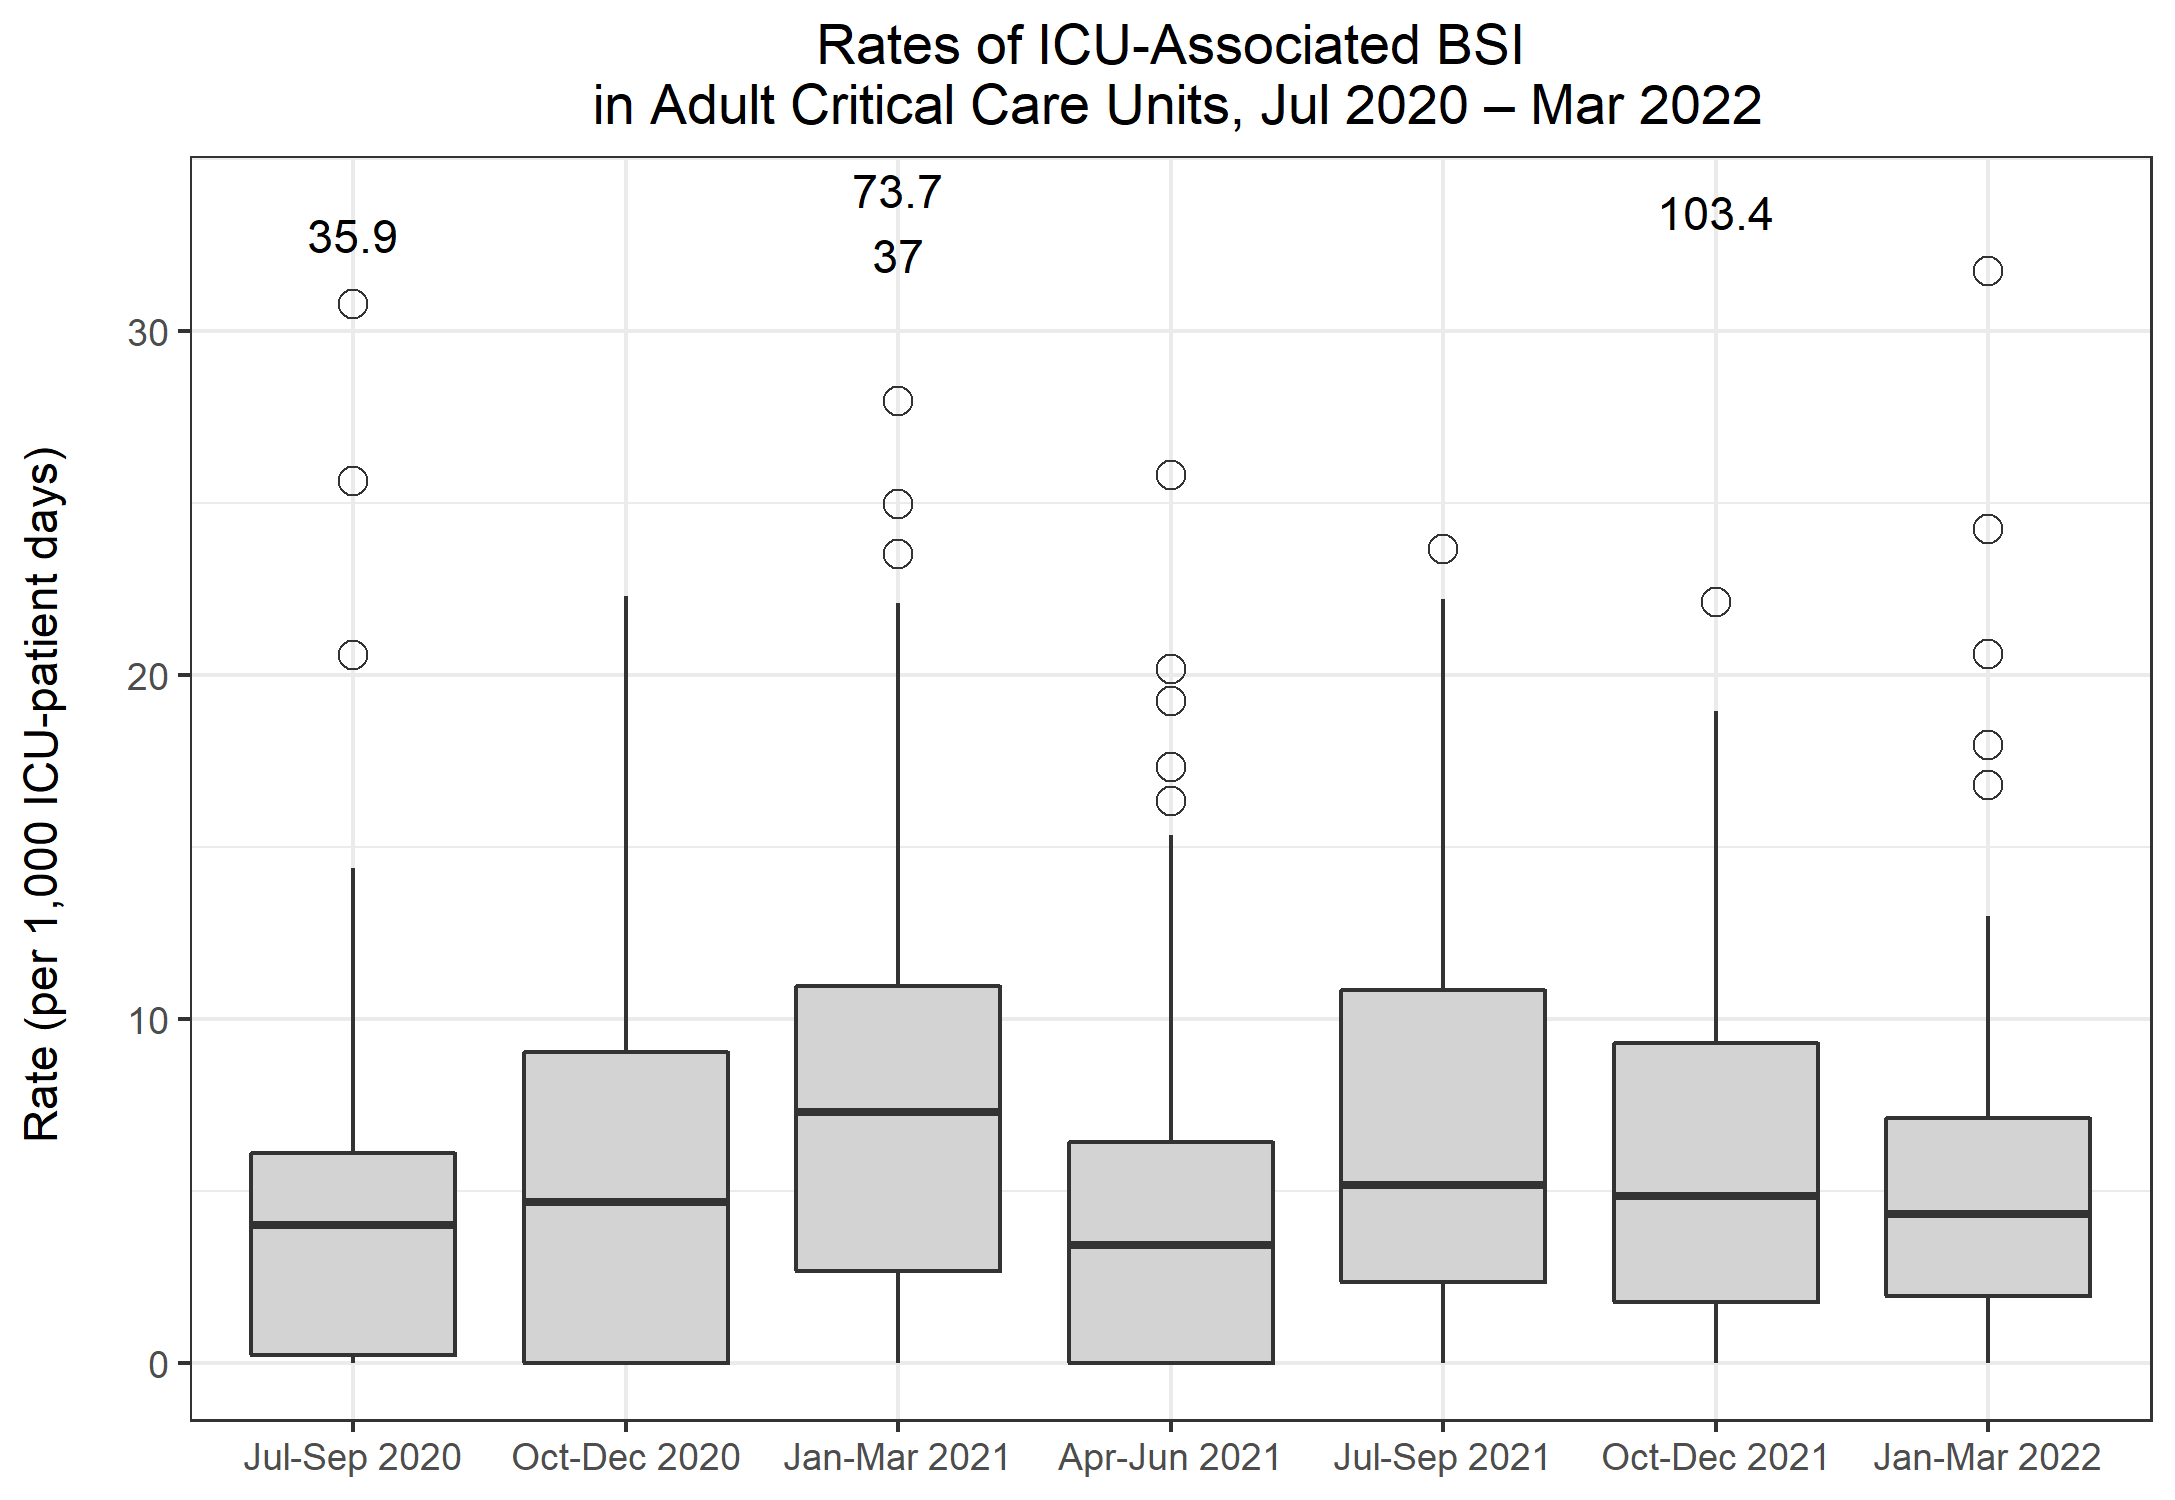 Rates of ICU-Associated BSI
in Adult Critical Care Units, Jul 2020 – Mar 2022
Rate (per 1,000 ICU-patient days)
35.9
73.7
37
103.4
30
20
10
0
Jul-Sep 2020
Oct-Dec 2020
Jan-Mar 2021
Apr-Jun 2021
Jul-Sep 2021
Oct-Dec 2021
Jan-Mar 2022